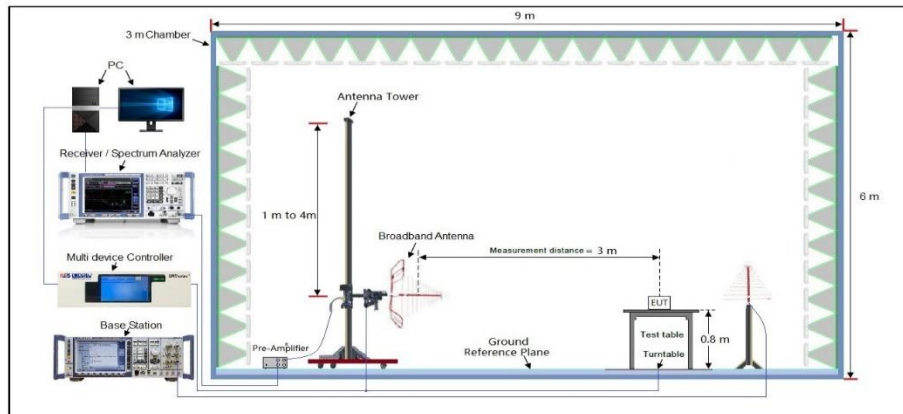 9 m
3 m Chamber
PC
Antenna Tower
Receiver / Spectrum Analyzer
1 m to 4m
6 m
Broadband Antenna
Measurement distance = 3 m
Multi device Controller
EUT
Base Station
Ground
Reference Plane
Test table
0.8 m
Pre-Amplifier
Turntable